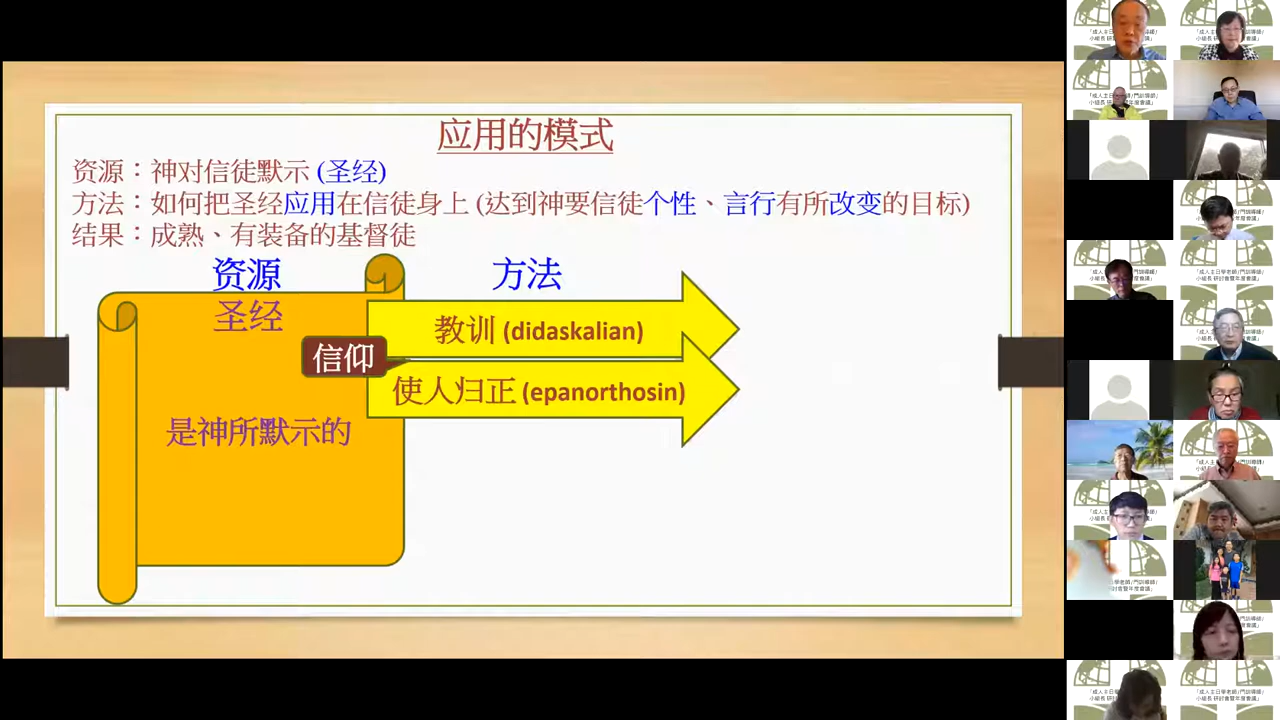 应用的模式
资源：神对信徒默示 (圣经)
方法：如何把圣经应用在信徒身上 (达到神要信徒个性、言行有所改变的目标)
结果：成熟、有装备的基督徒
资源
方法
圣经
教训 (didaskalian)
信仰
使人归正 (epanorthosin)
是神所默示的